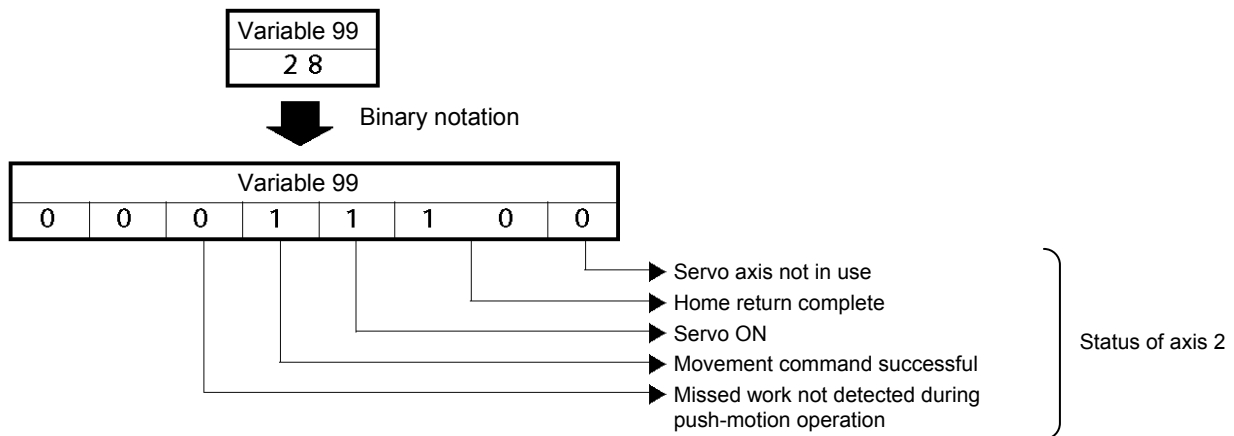 Variable 99
2 8
Binary notation
Variable 99
0 0 0 1 1 1 0 0
Servo axis not in use
Home return complete
Servo ON
Movement command successful
Missed work not detected during
push-motion operation
Status of axis 2